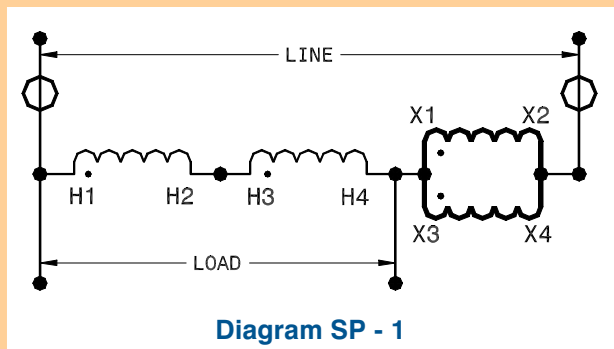 LINE
X1 X2
H1 H2 H3 H4
X3 X4
LOAD
Diagram SP - 1